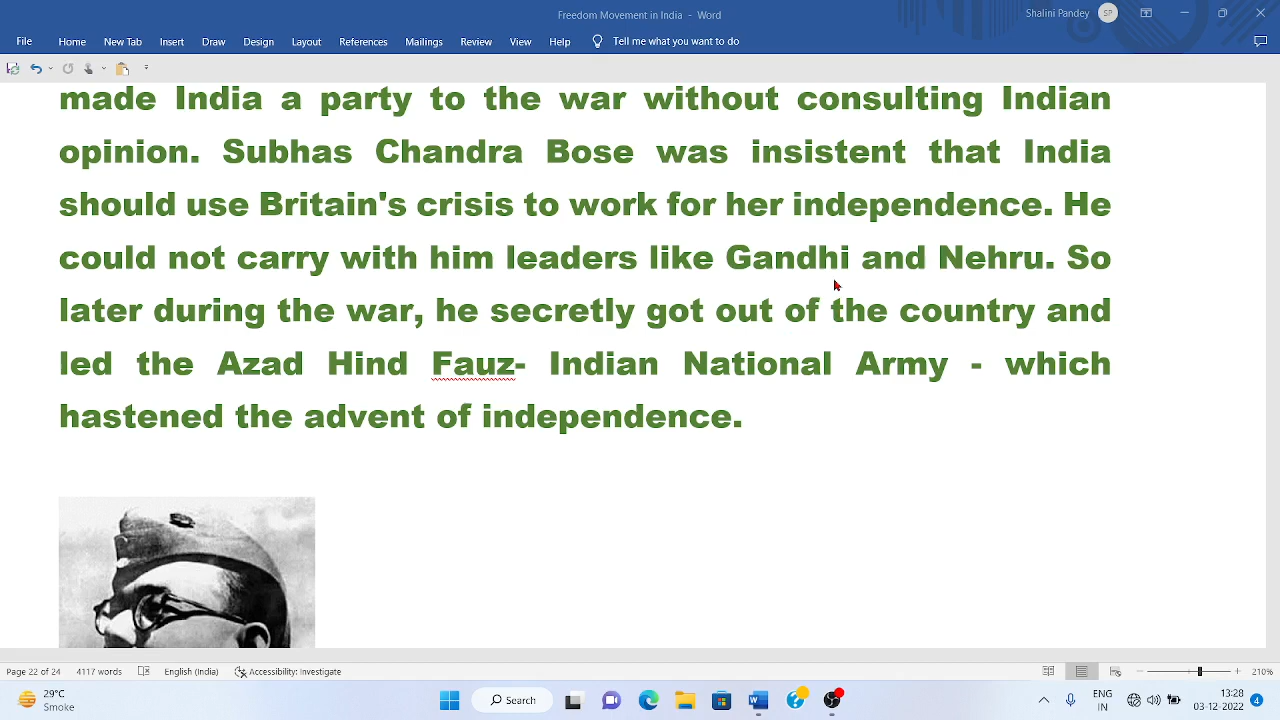 Freedom Movement in India - Word
Shalini Pandey SP
File Home New Tab Insert Draw Design Layout References Mailings Review View Help Tell me what you want to do
made India a party to the war without consulting Indian
opinion. Subhas Chandra Bose was insistent that India
should use Britain's crisis to work for her independence. He
could not carry with him leaders like Gandhi and Nehru. So
later during the war, he secretly got out of the country and
led the Azad Hind Fauz- Indian National Army - which
hastened the advent of independence.
Page 22 of 24 4117 words English (India) Accessibility: Investigate 210%
29°C
Smoke
Search
ENG
IN
13:28
03-12-2022
4